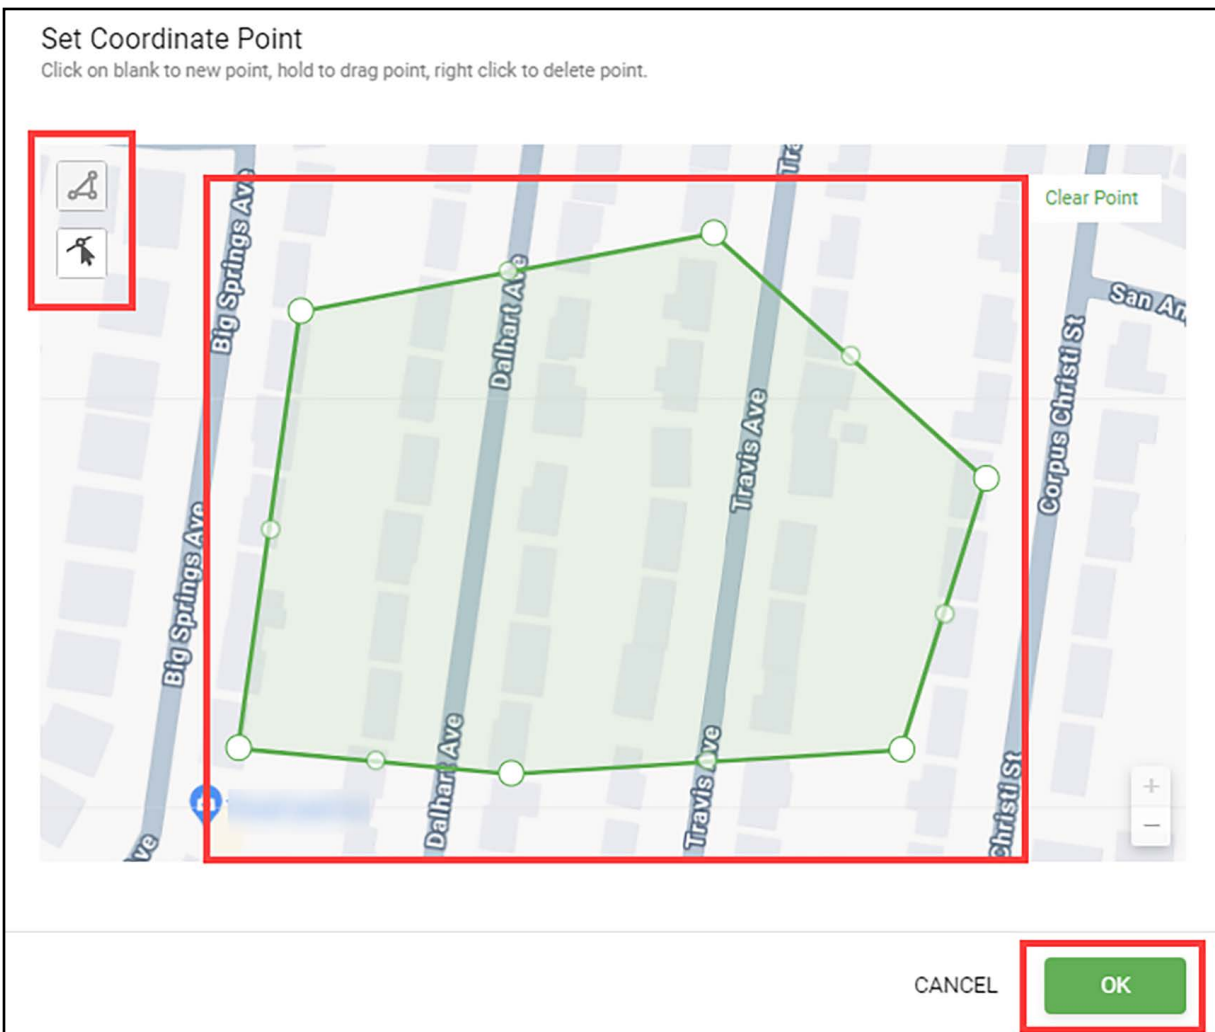 Set Coordinate Point
Click on blank to new point, hold to drag point, right click to delete point.
Tra
Clear Point
Big Springs Ave
Dalhart Ave
San An
Corpus Christi St
Travis Ave
Big Springs Ave
Dalhart Ave
Travis Ave
Christi St
ve
+
−
CANCEL
OK